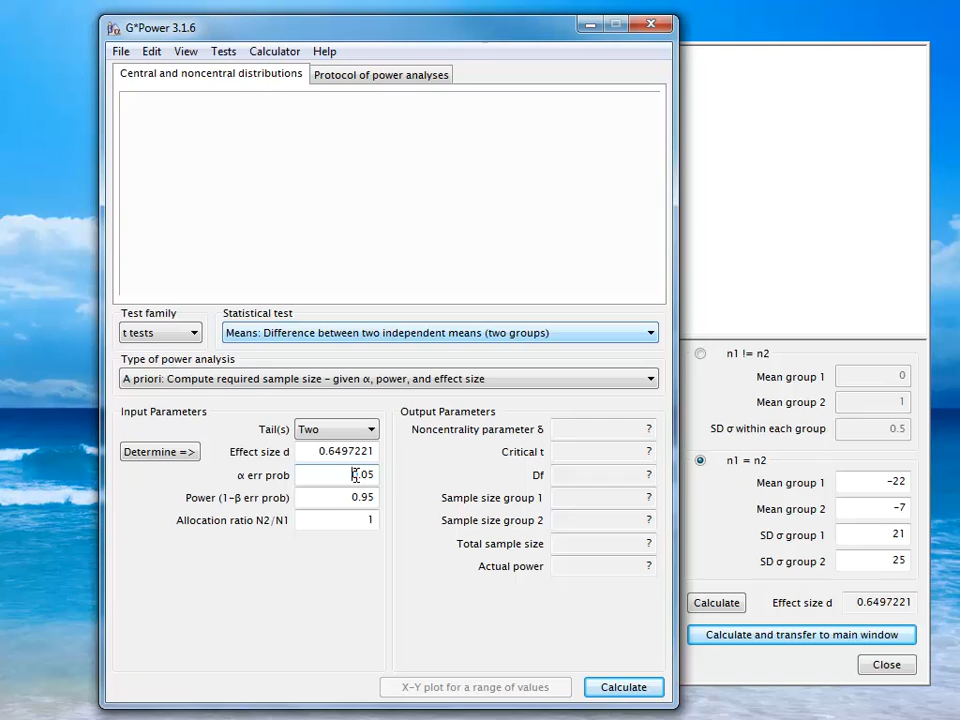 G*Power 3.1.6
File Edit View Tests Calculator Help
Central and noncentral distributions Protocol of power analyses
Test family Statistical test
t tests Means: Difference between two independent means (two groups)
Type of power analysis
A priori: Compute required sample size – given α, power, and effect size
Input Parameters
Tail(s) Two
Determine => Effect size d 0.6497221
α err prob 0.05
Power (1-β err prob) 0.95
Allocation ratio N2/N1 1
Output Parameters
Noncentrality parameter δ ?
Critical t ?
Df ?
Sample size group 1 ?
Sample size group 2 ?
Total sample size ?
Actual power ?
X-Y plot for a range of values Calculate
n1 != n2
Mean group 1 0
Mean group 2 1
SD σ within each group 0.5
n1 = n2
Mean group 1 -22
Mean group 2 -7
SD σ group 1 21
SD σ group 2 25
Calculate Effect size d 0.6497221
Calculate and transfer to main window
Close